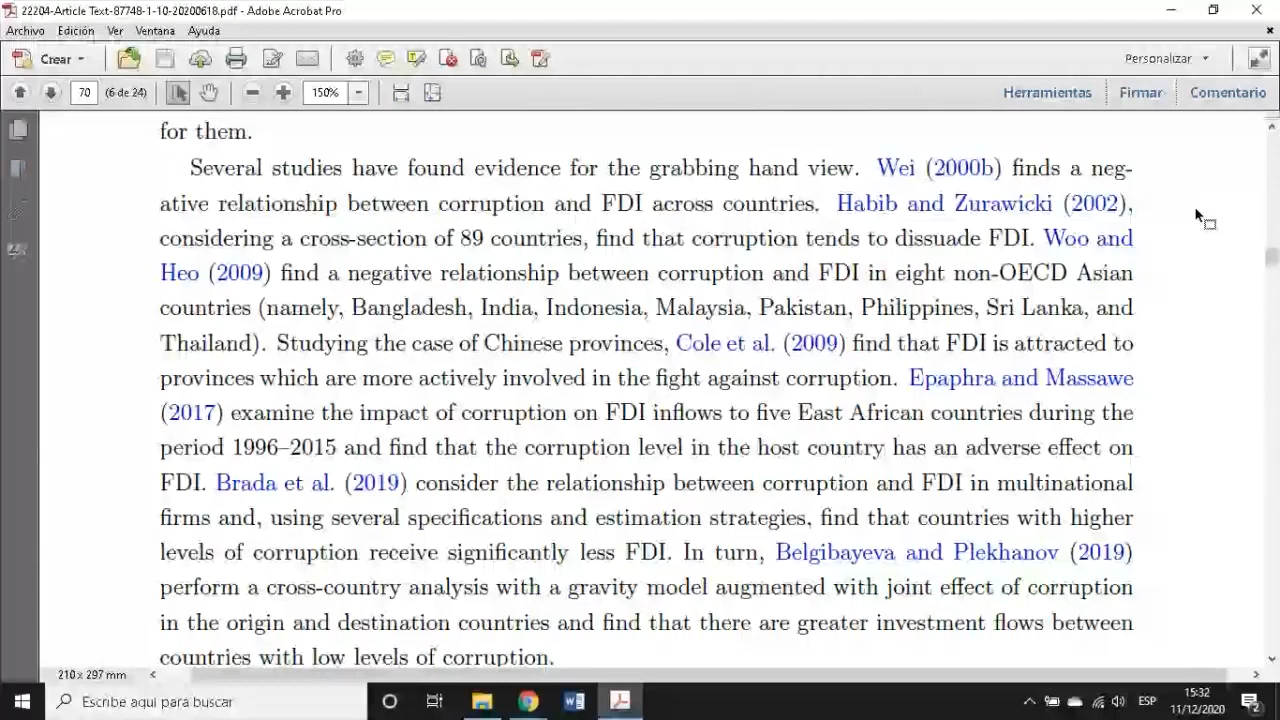 22204-Article Text-87748-1-10-20200618.pdf - Adobe Acrobat Pro
Archivo Edición Ver Ventana Ayuda
Crear
Personalizar
70 (6 de 24) 150%
Herramientas Firmar Comentario
for them.
Several studies have found evidence for the grabbing hand view. Wei (2000b) finds a neg-
ative relationship between corruption and FDI across countries. Habib and Zurawicki (2002),
considering a cross-section of 89 countries, find that corruption tends to dissuade FDI. Woo and
Heo (2009) find a negative relationship between corruption and FDI in eight non-OECD Asian
countries (namely, Bangladesh, India, Indonesia, Malaysia, Pakistan, Philippines, Sri Lanka, and
Thailand). Studying the case of Chinese provinces, Cole et al. (2009) find that FDI is attracted to
provinces which are more actively involved in the fight against corruption. Epaphra and Massawe
(2017) examine the impact of corruption on FDI inflows to five East African countries during the
period 1996–2015 and find that the corruption level in the host country has an adverse effect on
FDI. Brada et al. (2019) consider the relationship between corruption and FDI in multinational
firms and, using several specifications and estimation strategies, find that countries with higher
levels of corruption receive significantly less FDI. In turn, Belgibayeva and Plekhanov (2019)
perform a cross-country analysis with a gravity model augmented with joint effect of corruption
in the origin and destination countries and find that there are greater investment flows between
countries with low levels of corruption.
210 x 297 mm
Escribe aquí para buscar
ESP
15:32
11/12/2020
2